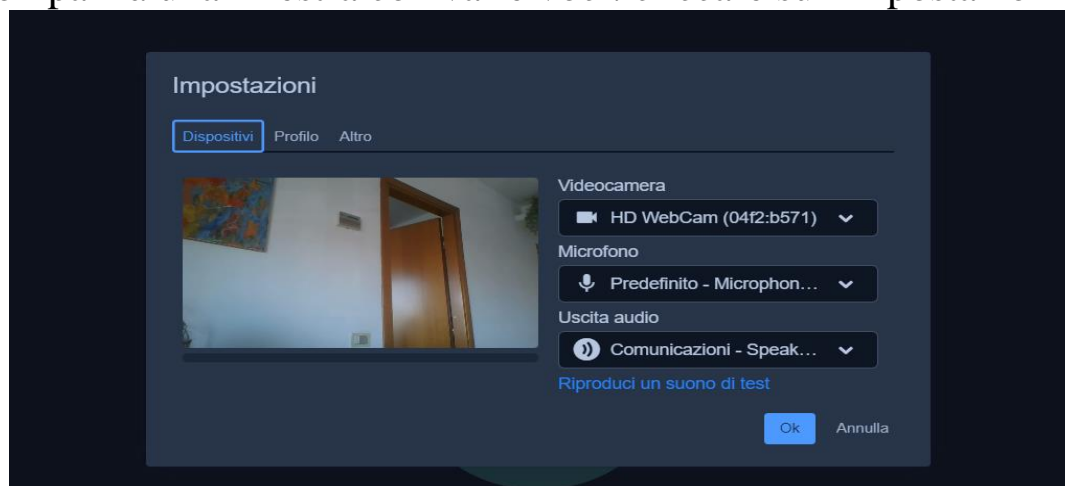 Impostazioni
Dispositivi Profilo Altro
Videocamera
HD WebCam (04f2:b571)
Microfono
Predefinito - Microphon...
Uscita audio
Comunicazioni - Speak...
Riproduci un suono di test
Ok Annulla